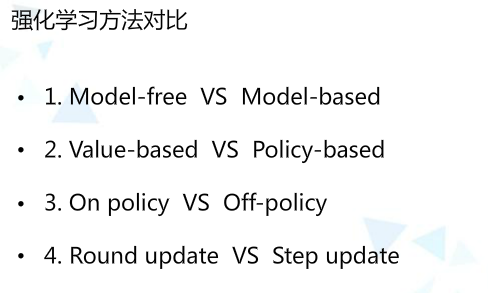 强化学习方法对比
• 1. Model-free VS Model-based
• 2. Value-based VS Policy-based
• 3. On policy VS Off-policy
• 4. Round update VS Step update